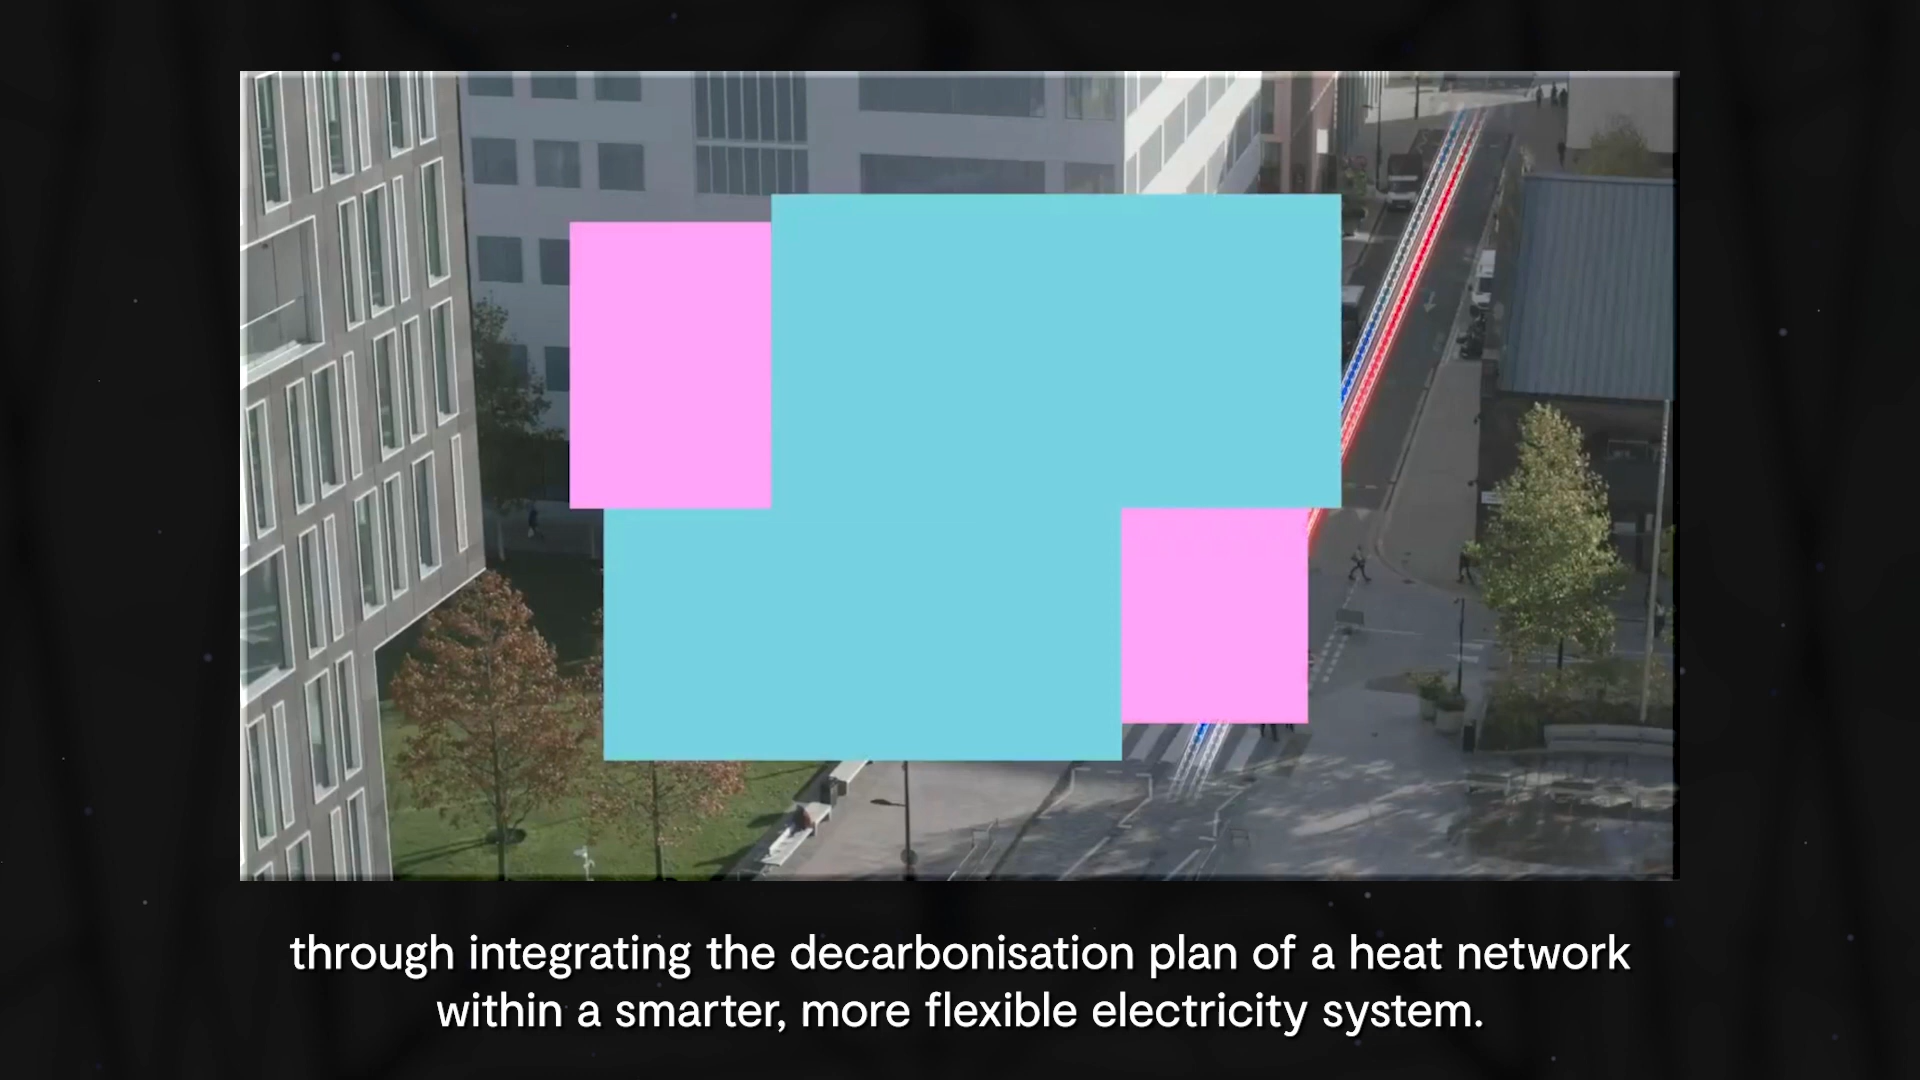 through integrating the decarbonisation plan of a heat network
within a smarter, more flexible electricity system.